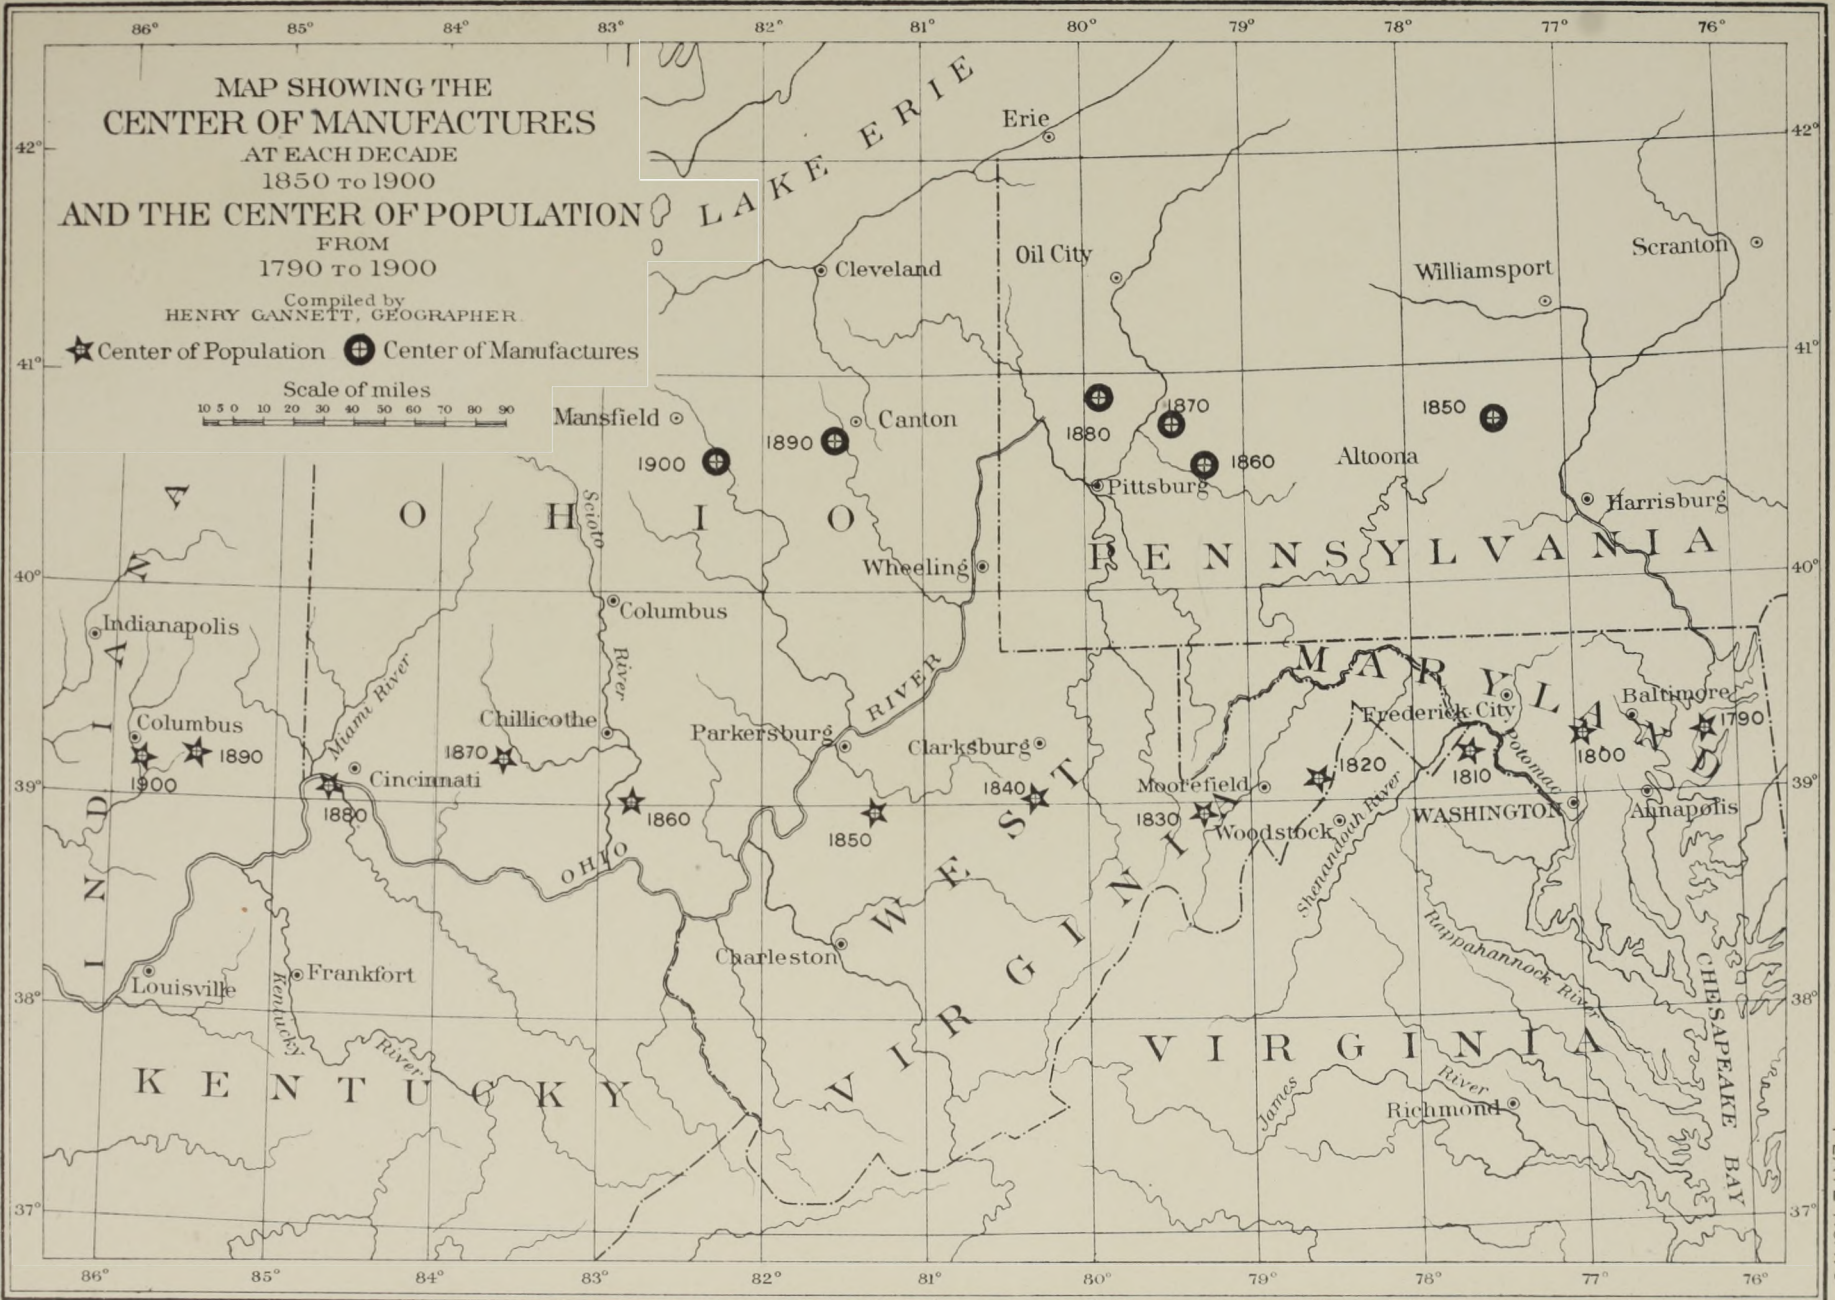 86° 85° 84° 83° 82° 81° 80° 79° 78° 77° 76°
MAP SHOWING THE
CENTER OF MANUFACTURES
AT EACH DECADE
1850 TO 1900
AND THE CENTER OF POPULATION
FROM
1790 TO 1900
Compiled by
HENRY GANNETT, GEOGRAPHER
Center of Population Center of Manufactures
Scale of miles
10 5 0 10 20 30 40 50 60 70 80 90
42°
41°
40°
39°
38°
37°
42°
41°
40°
39°
38°
37°
LAKE ERIE
Erie
Cleveland
Oil City
Williamsport
Scranton
Mansfield
Canton
1900
1890
1880
1870
1860
1850
Altoona
Pittsburg
Harrisburg
OHIO
PENNSYLVANIA
INDIANA
Scioto
River
Wheeling
Columbus
Indianapolis
Miami River
RIVER
MARYLAND
Columbus
Chillicothe
Parkersburg
Clarksburg
Frederick City
Baltimore
1790
1900
1890
1880
1870
1860
1850
1840
1830
1820
1810
1800
Cincinnati
Moorefield
Woodstock
Shenandoah River
Potomac
WASHINGTON
Annapolis
OHIO
WEST
VIRGINIA
Charleston
Louisville
Frankfort
Kentucky
River
KENTUCKY
Rappahannock River
VIRGINIA
James
River
Richmond
CHESAPEAKE BAY
86° 85° 84° 83° 82° 81° 80° 79° 78° 77° 76°